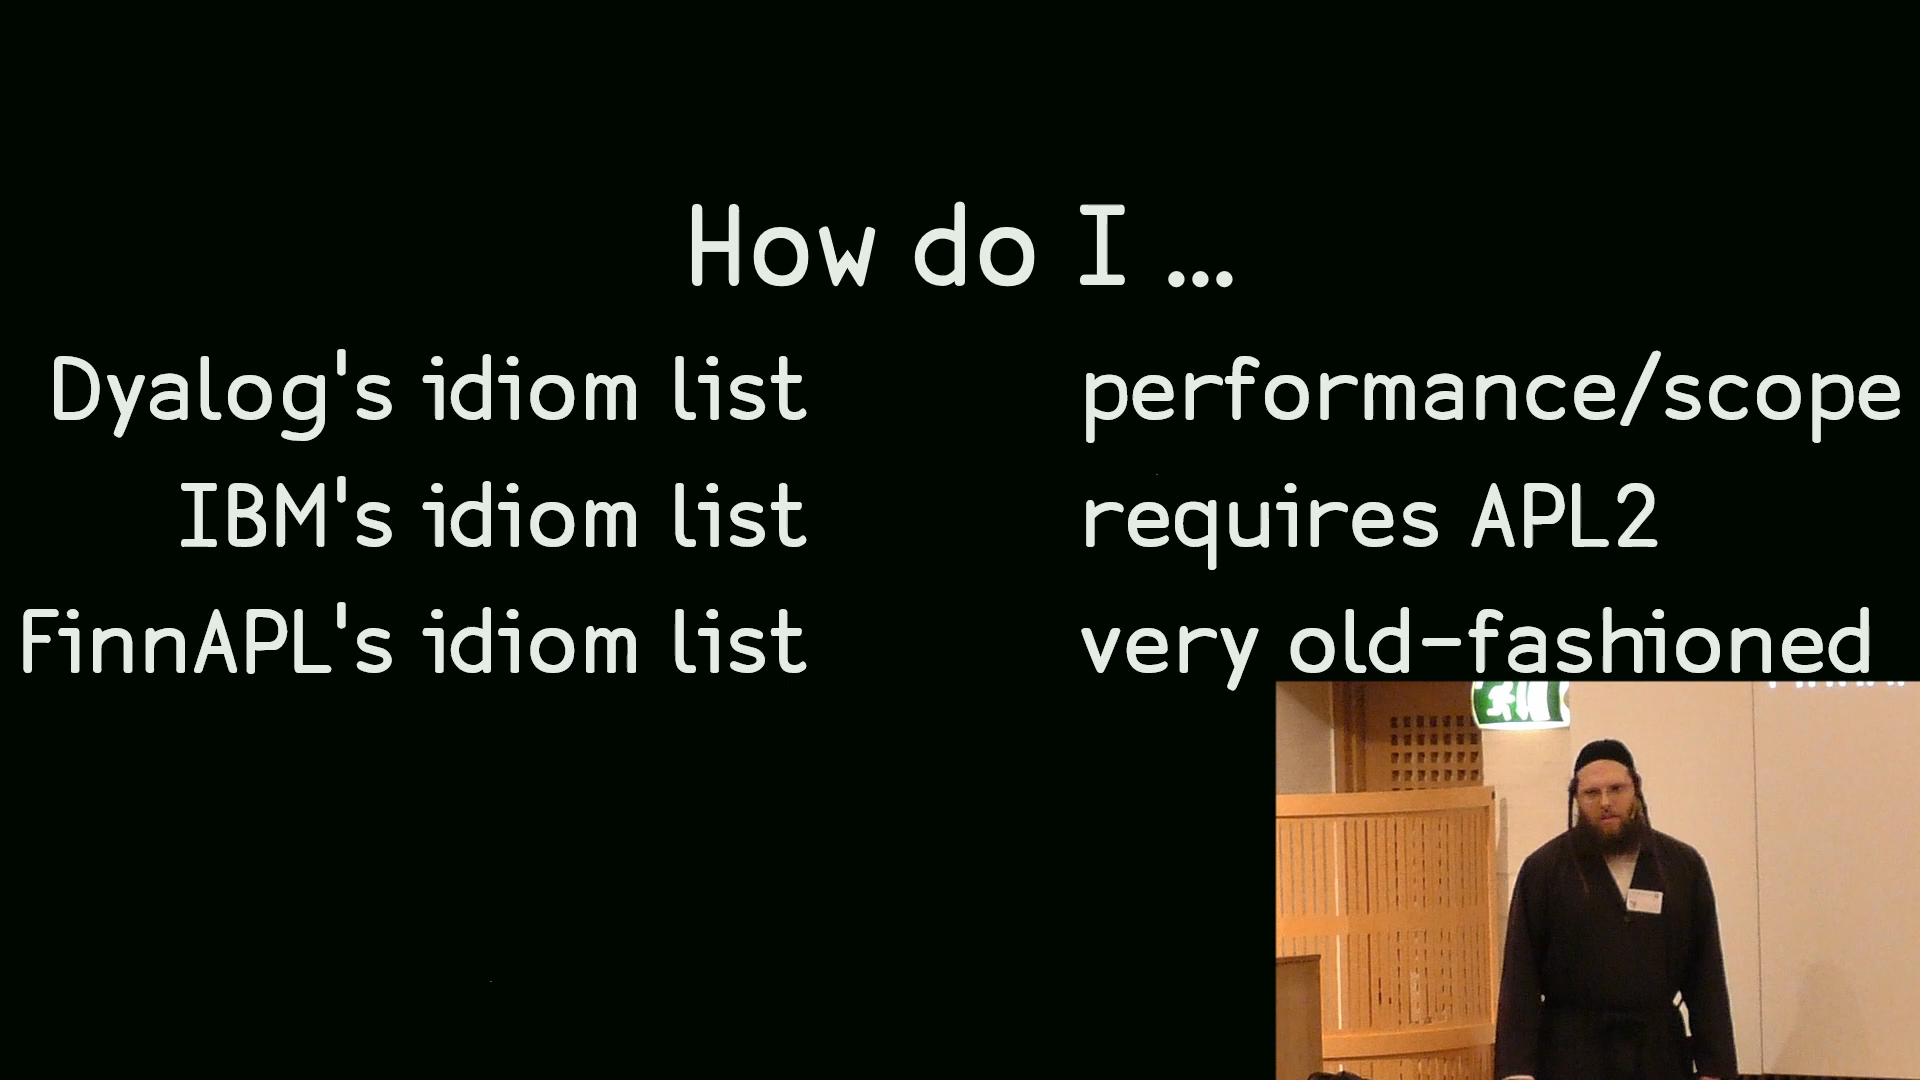 How do I ...
Dyalog's idiom list performance/scope
IBM's idiom list requires APL2
FinnAPL's idiom list very old-fashioned